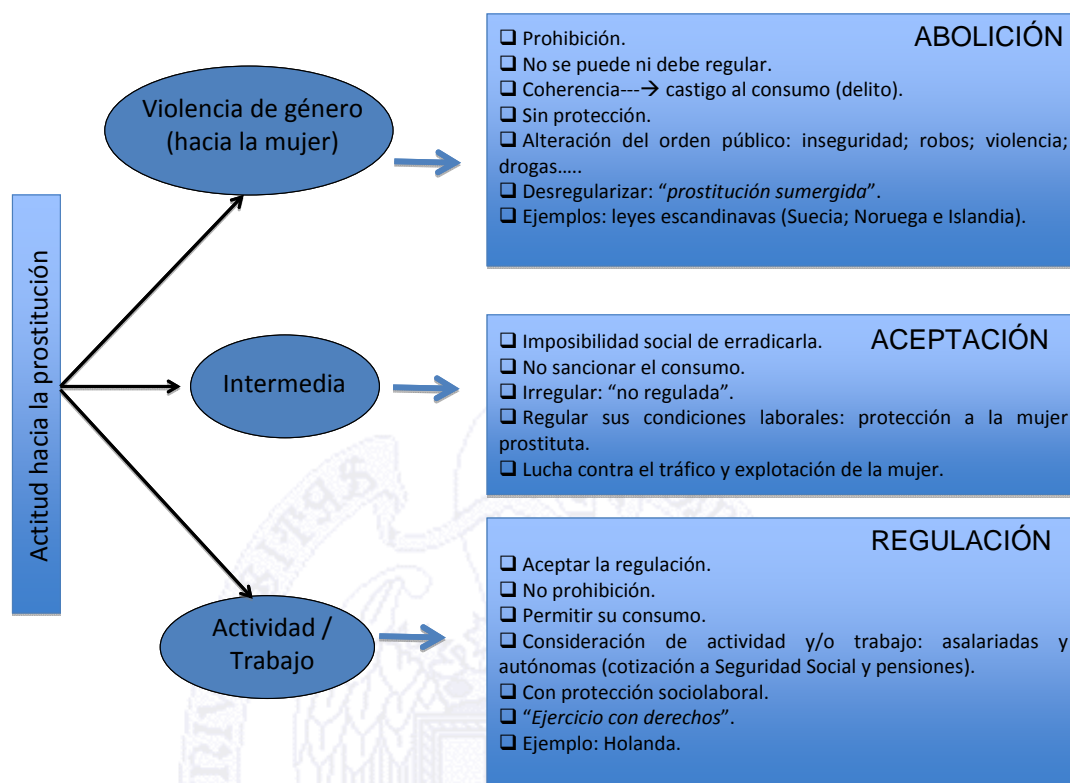 Actitud hacia la prostitución
Violencia de género
(hacia la mujer)
ABOLICIÓN
❑ Prohibición.
❑ No se puede ni debe regular.
❑ Coherencia---→ castigo al consumo (delito).
❑ Sin protección.
❑ Alteración del orden público: inseguridad; robos; violencia;
drogas…..
❑ Desregularizar: “prostitución sumergida”.
❑ Ejemplos: leyes escandinavas (Suecia; Noruega e Islandia).
Intermedia
ACEPTACIÓN
❑ Imposibilidad social de erradicarla.
❑ No sancionar el consumo.
❑ Irregular: “no regulada”.
❑ Regular sus condiciones laborales: protección a la mujer
prostituta.
❑ Lucha contra el tráfico y explotación de la mujer.
Actividad /
Trabajo
REGULACIÓN
❑ Aceptar la regulación.
❑ No prohibición.
❑ Permitir su consumo.
❑ Consideración de actividad y/o trabajo: asalariadas y
autónomas (cotización a Seguridad Social y pensiones).
❑ Con protección sociolaboral.
❑ “Ejercicio con derechos”.
❑ Ejemplo: Holanda.